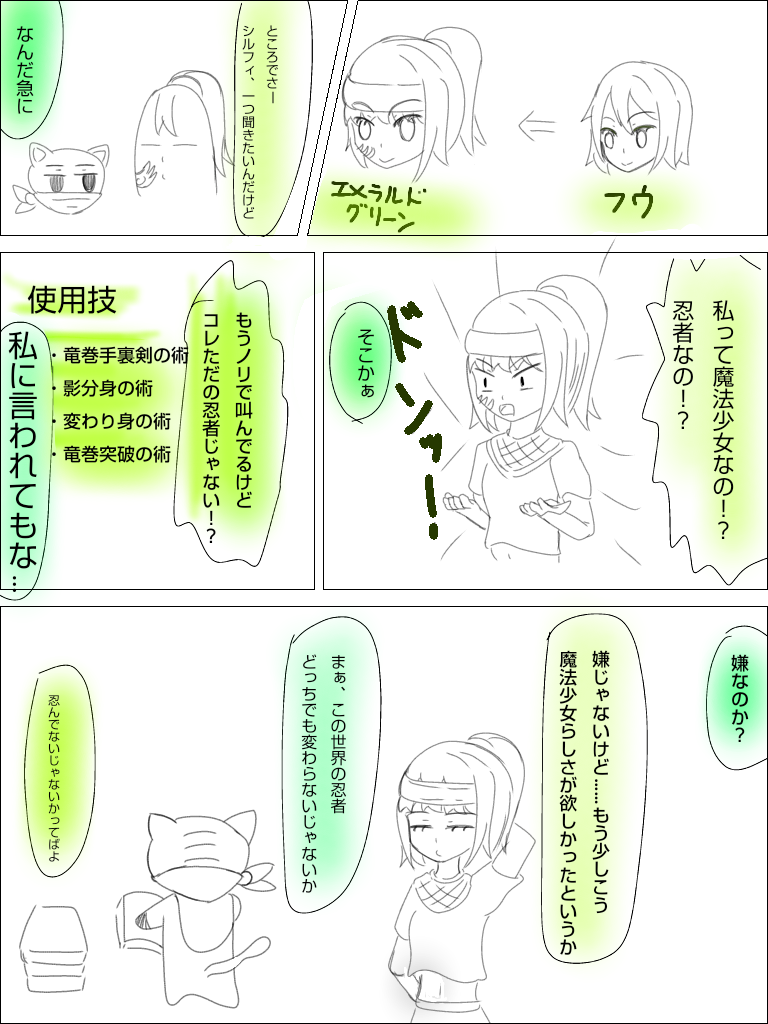 フウ
エメラルド
グリーン
ところでさー
シルフィ、一つ聞きたいんだけど
なんだ急に
私って魔法少女なの!?
忍者なの!?
ドンッー!
そこかぁ
もうノリで叫んでるけど
コレただの忍者じゃない!?
使用技
・竜巻手裏剣の術
・影分身の術
・変わり身の術
・竜巻突破の術
私に言われてもな…
嫌なのか?
嫌じゃないけど……もう少しこう
魔法少女らしさが欲しかったというか
まぁ、この世界の忍者
どっちでも変わらないじゃないか
忍んでないじゃないかってばよ